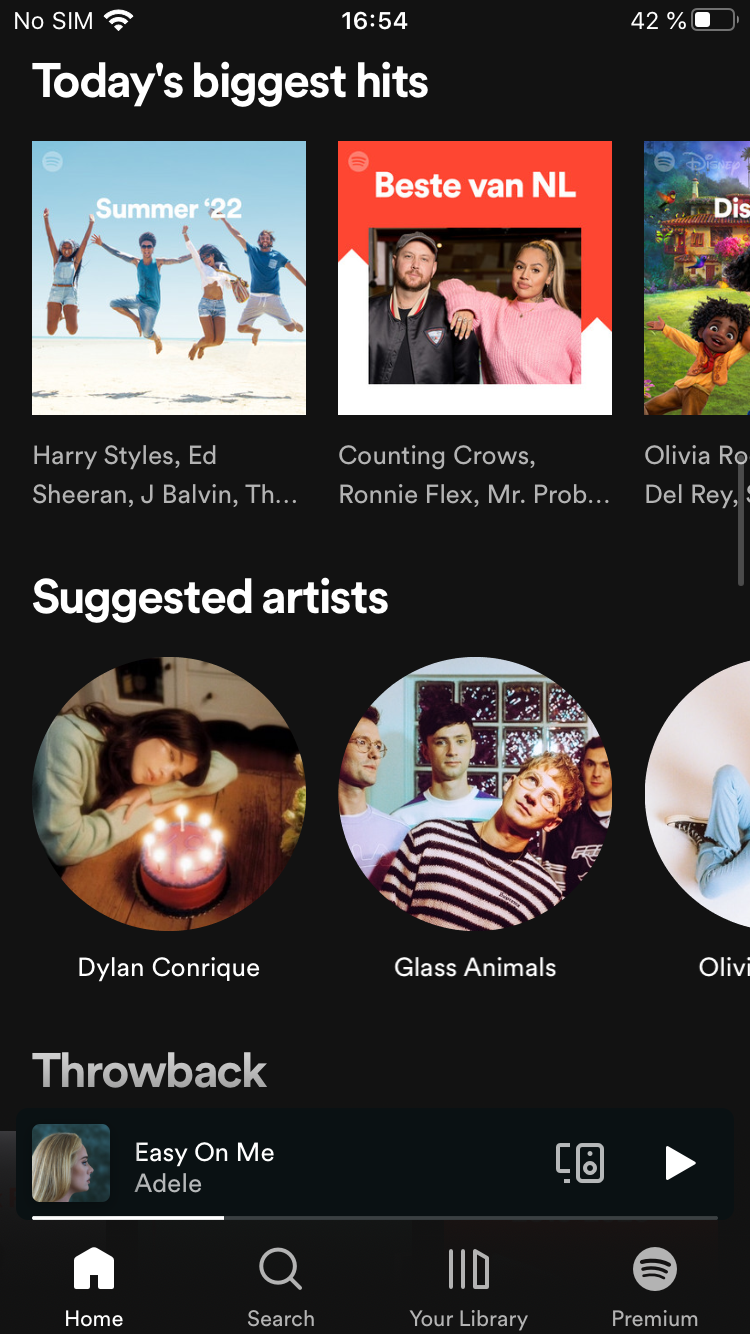 No SIM 16:54 42 %
Today's biggest hits
Summer ‘22
Beste van NL
Disney
Dis
Harry Styles, Ed
Sheeran, J Balvin, Th...
Counting Crows,
Ronnie Flex, Mr. Prob...
Olivia Ro
Del Rey, S
Suggested artists
Dylan Conrique
Glass Animals
Olivi
Throwback
Easy On Me
Adele
Home
Search
Your Library
Premium